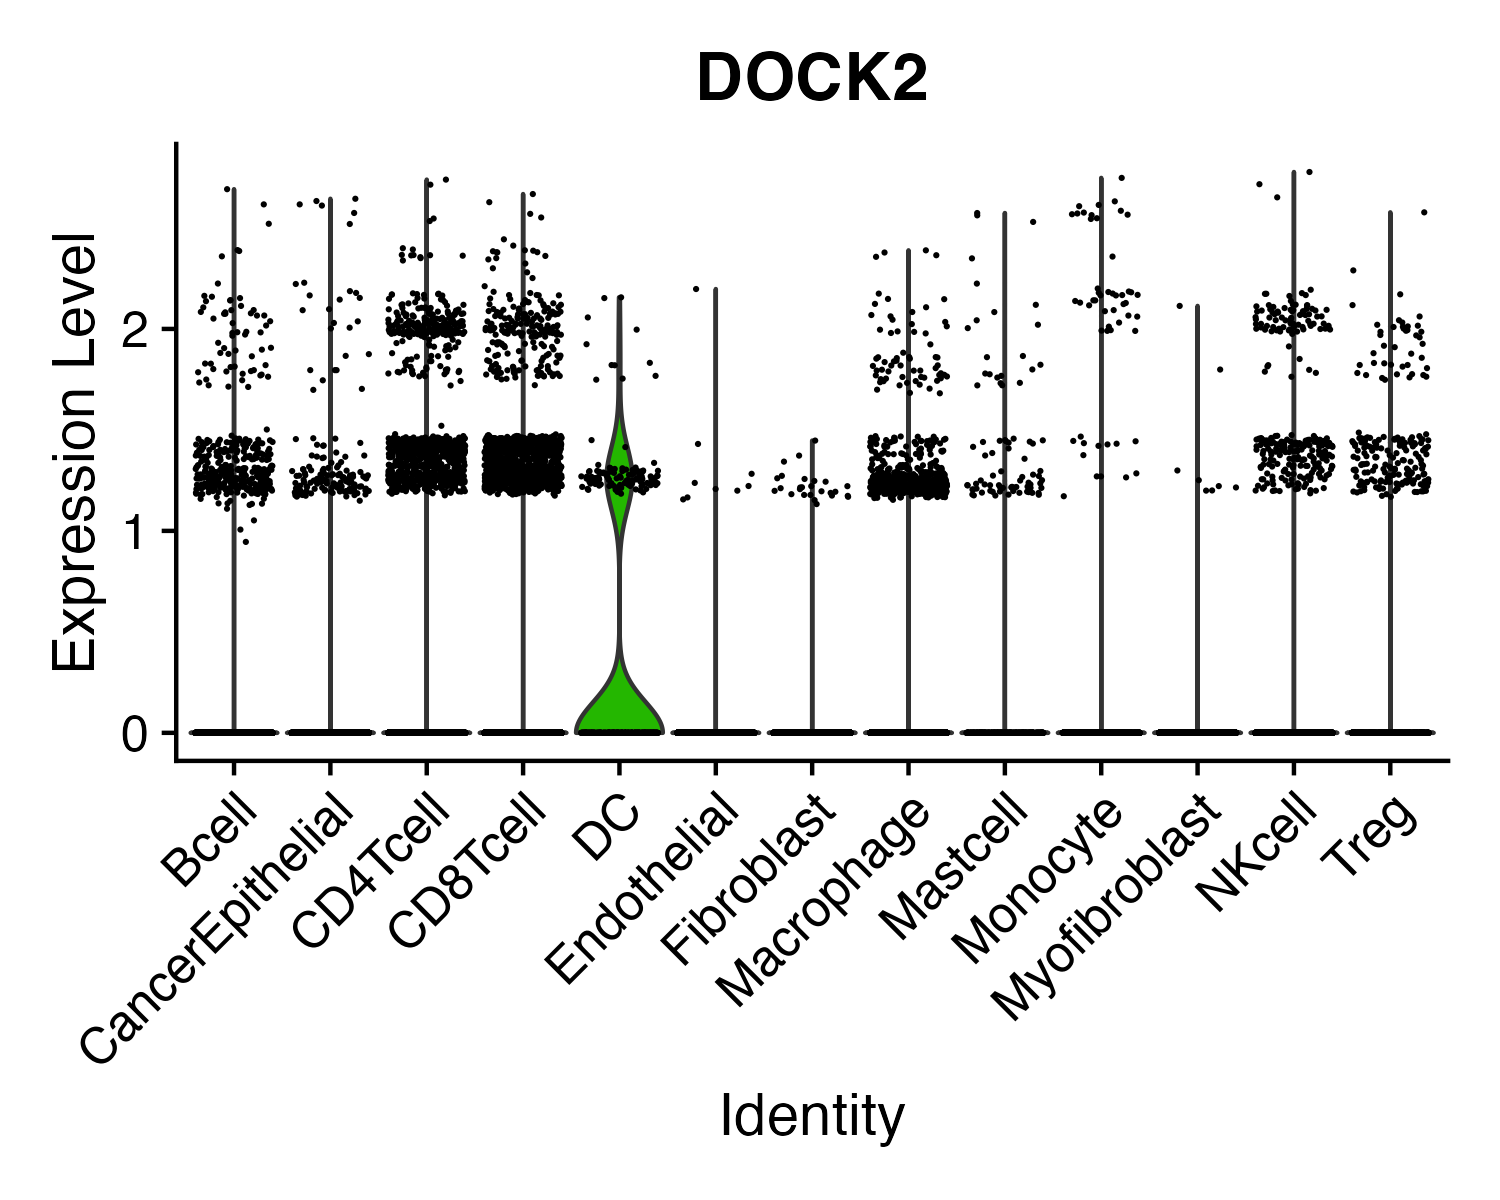 DOCK2
Expression Level
2
1
0
Bcell
CancerEpithelial
CD4Tcell
CD8Tcell
DC
Endothelial
Fibroblast
Macrophage
Mastcell
Monocyte
Myofibroblast
NKcell
Treg
Identity